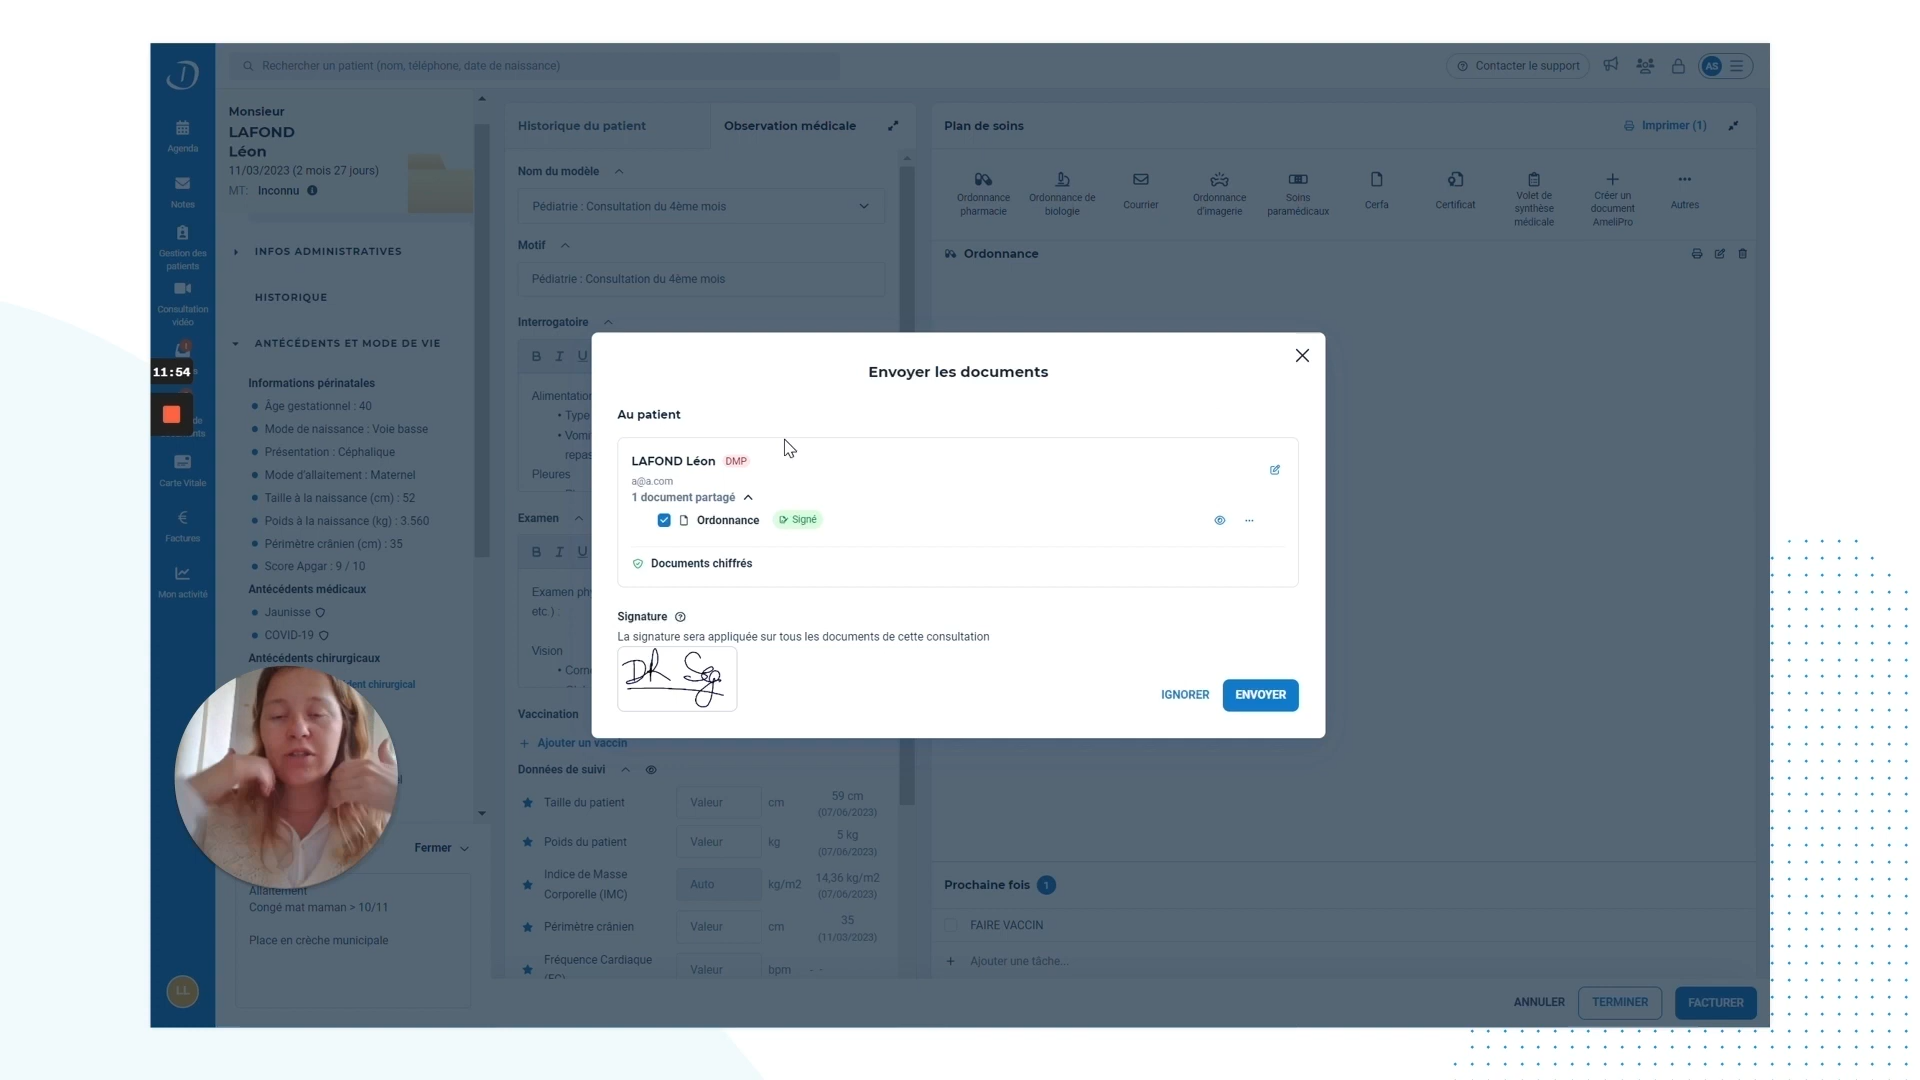 Rechercher un patient (nom, téléphone, date de naissance)
Contacter le support
AS
Agenda
Notes
Gestion des
patients
Consultation
vidéo
11:54
Carte Vitale
Factures
Mon activité
LL
Monsieur
LAFOND
Léon
11/03/2023 (2 mois 27 jours)
MT: Inconnu
INFOS ADMINISTRATIVES
HISTORIQUE
ANTÉCÉDENTS ET MODE DE VIE
Informations périnatales
Âge gestationnel : 40
Mode de naissance : Voie basse
Présentation : Céphalique
Mode d'allaitement : Maternel
Taille à la naissance (cm) : 52
Poids à la naissance (kg) : 3.560
Périmètre crânien (cm) : 35
Score Apgar : 9 / 10
Antécédents médicaux
Jaunisse
COVID-19
Antécédents chirurgicaux
chirurgical
Fermer
Allaitement
Congé mat maman > 10/11
Place en crèche municipale
Historique du patient
Observation médicale
Nom du modèle
Pédiatrie : Consultation du 4ème mois
Motif
Pédiatrie : Consultation du 4ème mois
Interrogatoire
B I U
Alimentation
• Type
• Vom
repas
Pleures
Examen
B I U
Examen ph
etc ) :
Vision
Vaccination
+ Ajouter un vaccin
Données de suivi
Taille du patient Valeur cm 59 cm
(07/06/2023)
Poids du patient Valeur kg 5 kg
(07/06/2023)
Indice de Masse
Corporelle (IMC) Auto kg/m2 14,36 kg/m2
(07/06/2023)
Périmètre crânien Valeur cm 35
(11/03/2023)
Fréquence Cardiaque
Valeur bpm - -
Plan de soins
Imprimer (1)
Ordonnance
pharmacie
Ordonnance de
biologie
Courrier
Ordonnance
d'imagerie
Soins
paramédicaux
Cerfa
Certificat
Volet de
synthèse
médicale
Créer un
document
AmeliPro
Autres
Ordonnance
Envoyer les documents
Au patient
LAFOND Léon DMP
a@a.com
1 document partagé
Ordonnance Signé
Documents chiffrés
Signature
La signature sera appliquée sur tous les documents de cette consultation
DR Seg.
IGNORER
ENVOYER
Prochaine fois 1
FAIRE VACCIN
+ Ajouter une tâche...
ANNULER
TERMINER
FACTURER